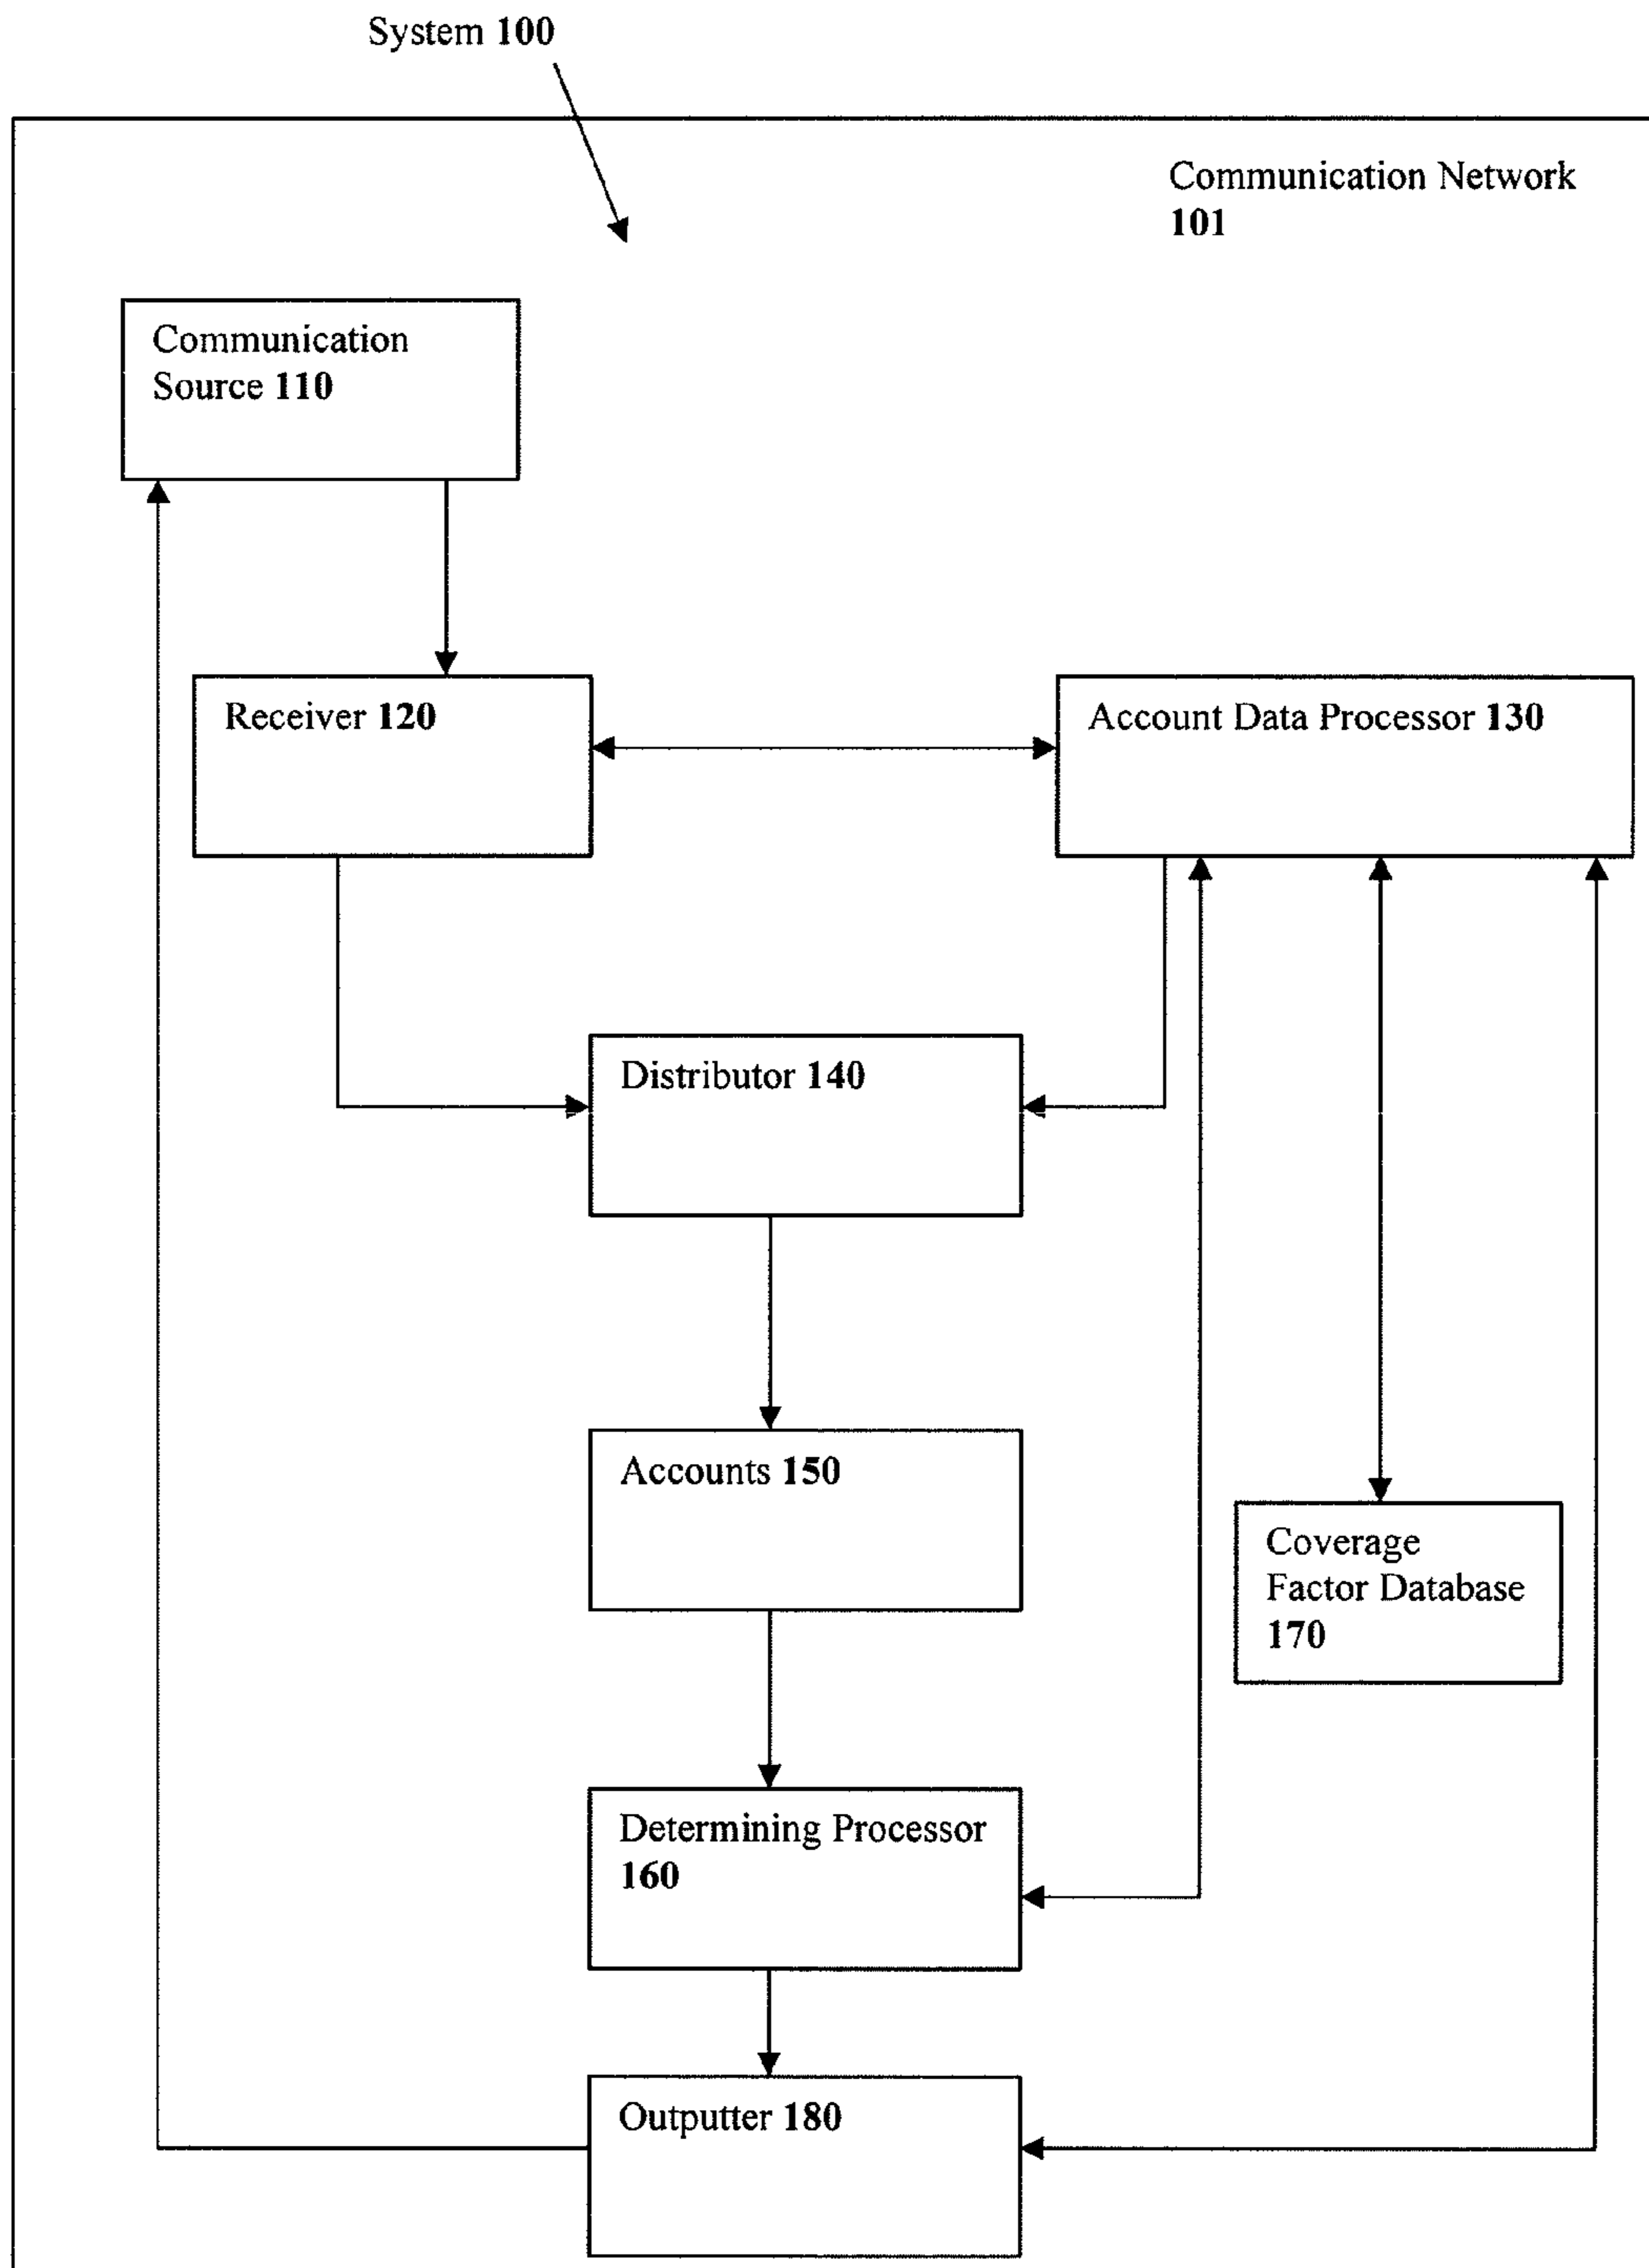 System 100
Communication Network
101
Communication
Source 110
Receiver 120
Account Data Processor 130
Distributor 140
Accounts 150
Coverage
Factor Database
170
Determining Processor
160
Outputter 180